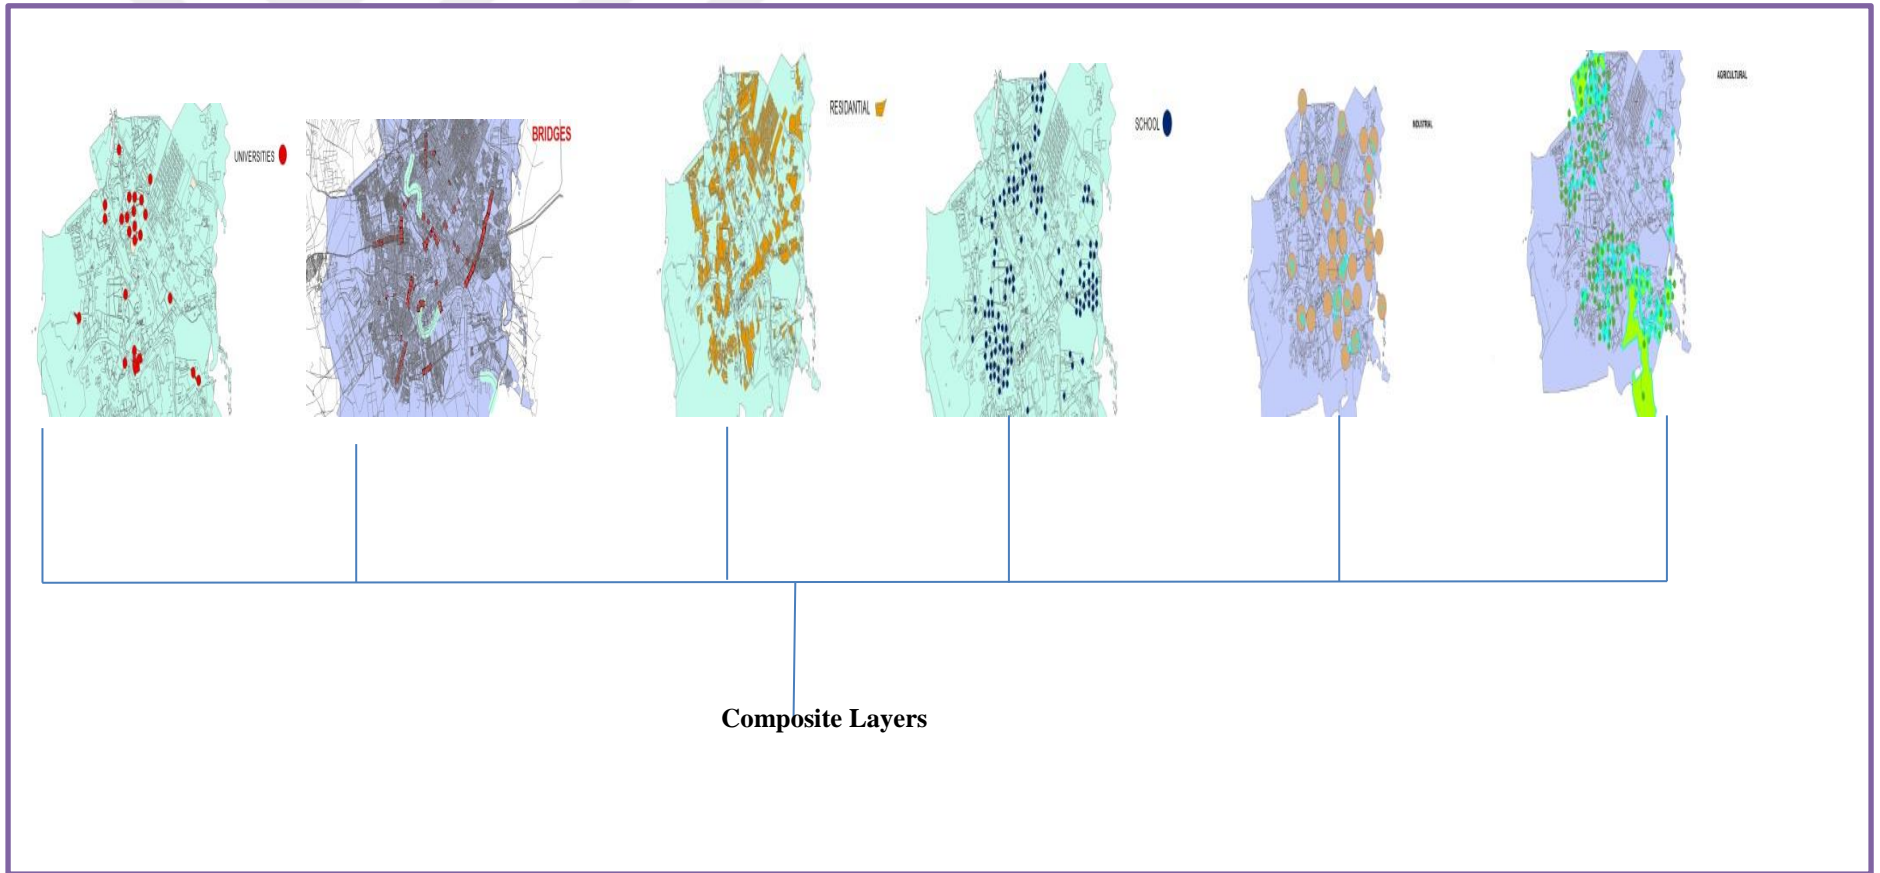 UNIVERSITIES
BRIDGES
RESIDANTIAL
SCHOOL
INDUSTRIAL
AGRICULTURAL
Composite Layers